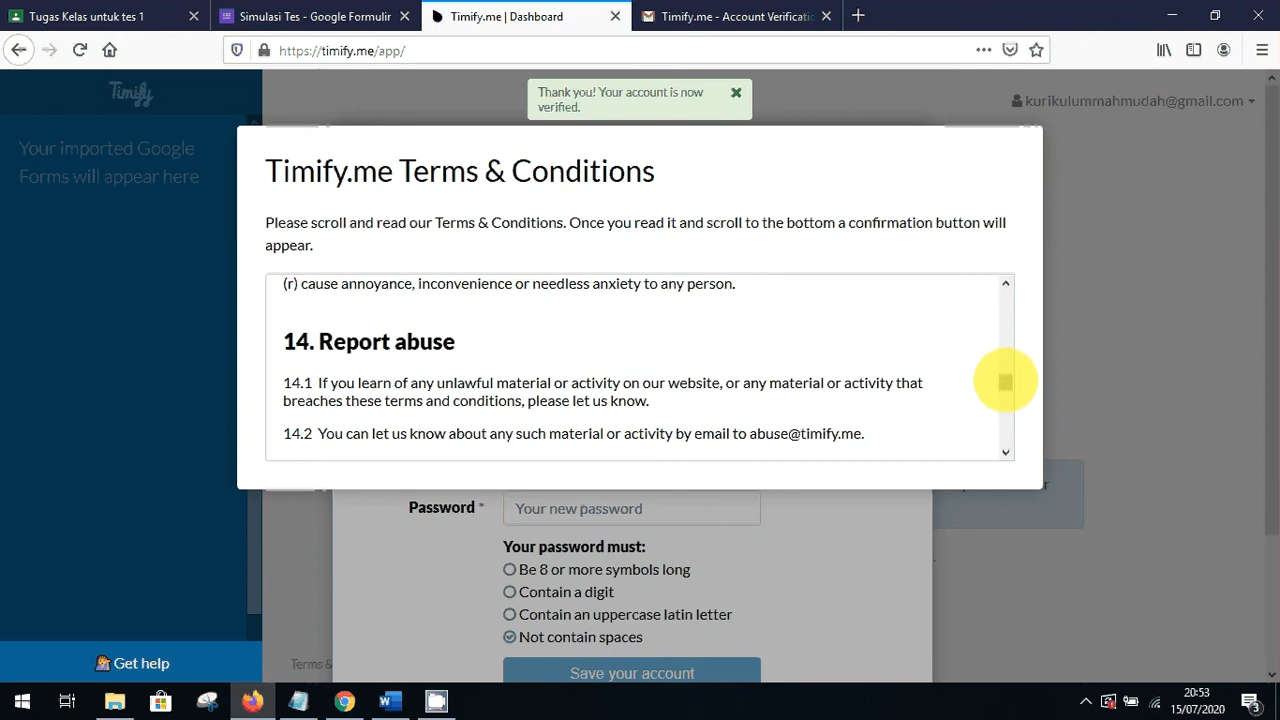 Tugas Kelas untuk tes 1
Simulasi Tes - Google Formulir
Timify.me | Dashboard
Timify.me - Account Verificatio
https://timify.me/app/
Timify
Thank you! Your account is now
verified.
kurikulummahmudah@gmail.com
Your imported Google
Forms will appear here
Timify.me Terms & Conditions
Please scroll and read our Terms & Conditions. Once you read it and scroll to the bottom a confirmation button will
appear.
(r) cause annoyance, inconvenience or needless anxiety to any person.
14. Report abuse
14.1 If you learn of any unlawful material or activity on our website, or any material or activity that
breaches these terms and conditions, please let us know.
14.2 You can let us know about any such material or activity by email to abuse@timify.me.
Password *
Your new password
Your password must:
Be 8 or more symbols long
Contain a digit
Contain an uppercase latin letter
Not contain spaces
Save your account
Terms &
Get help
20:53
15/07/2020
3